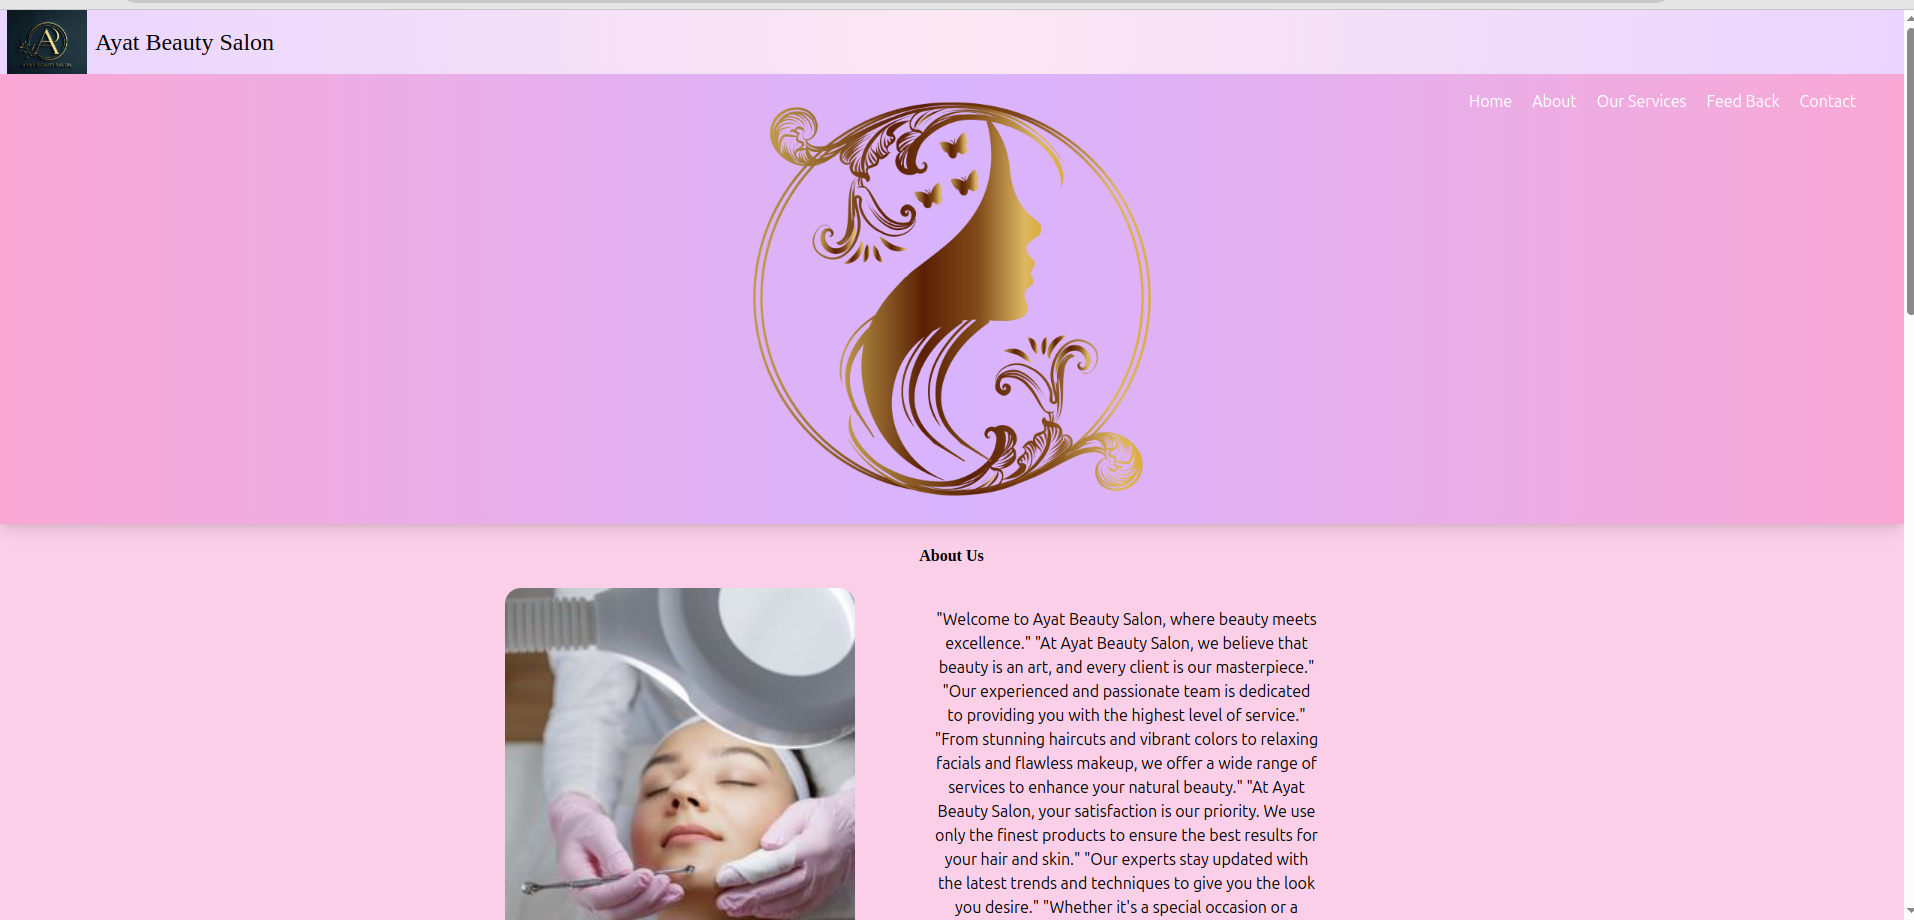 Ayat Beauty Salon
Home About Our Services Feed Back Contact
About Us
"Welcome to Ayat Beauty Salon, where beauty meets
excellence." "At Ayat Beauty Salon, we believe that
beauty is an art, and every client is our masterpiece."
"Our experienced and passionate team is dedicated
to providing you with the highest level of service."
"From stunning haircuts and vibrant colors to relaxing
facials and flawless makeup, we offer a wide range of
services to enhance your natural beauty." "At Ayat
Beauty Salon, your satisfaction is our priority. We use
only the finest products to ensure the best results for
your hair and skin." "Our experts stay updated with
the latest trends and techniques to give you the look
you desire." "Whether it's a special occasion or a